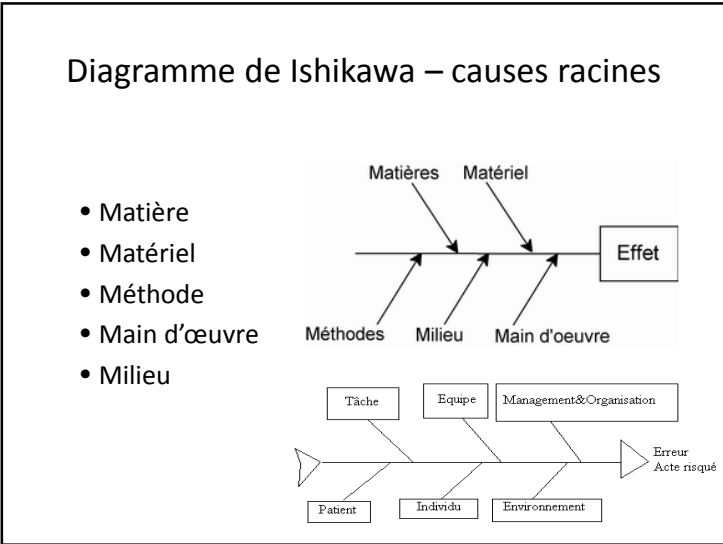 Diagramme de Ishikawa – causes racines
• Matière
• Matériel
• Méthode
• Main d'œuvre
• Milieu
Matières Matériel
Effet
Méthodes Milieu Main d'oeuvre
Tâche Equipe Management&Organisation
Erreur
Acte risqué
Patient Individu Environnement